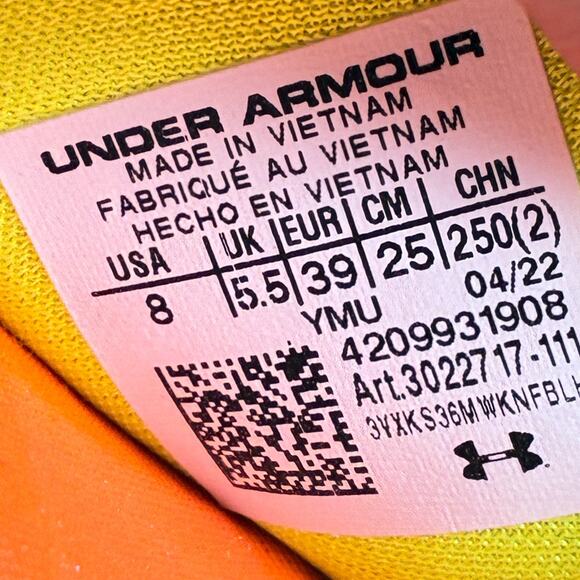 UNDER ARMOUR
MADE IN VIETNAM
FABRIQUÉ AU VIETNAM
HECHO EN VIETNAM
USA UK EUR CM CHN
8 5.5 39 25 250(2)
YMU 04/22
4209931908
Art.3022717-111